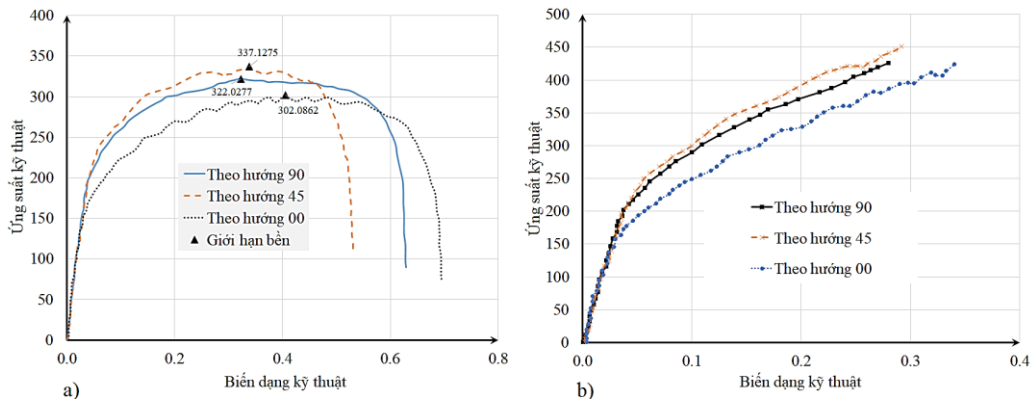 400
350
300
250
200
150
100
50
0
0.0
0.2
0.4
0.6
0.8
Ứng suất kỹ thuật
Biến dạng kỹ thuật
337.1275
322.0277
302.0862
Theo hướng 90
Theo hướng 45
Theo hướng 00
Giới hạn bền
a)
500
450
400
350
300
250
200
150
100
50
0
0.0
0.1
0.2
0.3
0.4
Ứng suất kỹ thuật
Biến dạng kỹ thuật
Theo hướng 90
Theo hướng 45
Theo hướng 00
b)